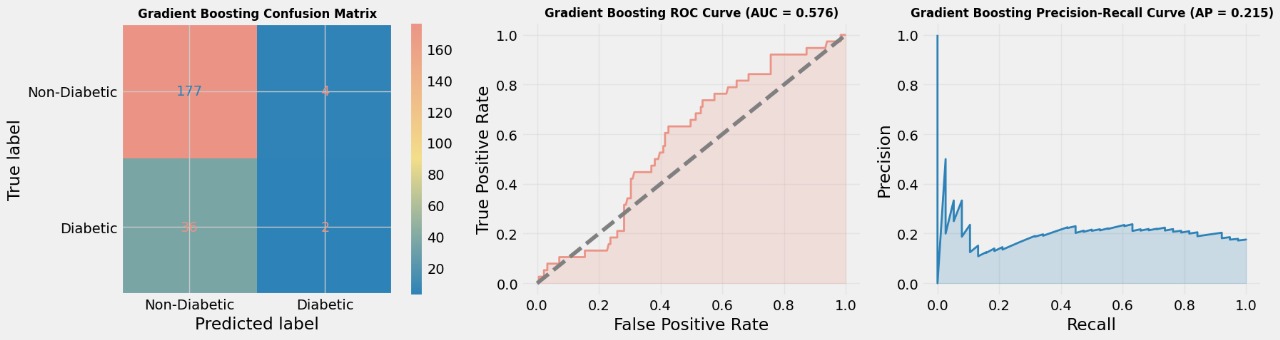 Gradient Boosting Confusion Matrix
True label
Non-Diabetic
177
4
Diabetic
36
2
Non-Diabetic
Diabetic
Predicted label
160
140
120
100
80
60
40
20
Gradient Boosting ROC Curve (AUC = 0.576)
True Positive Rate
1.0
0.8
0.6
0.4
0.2
0.0
0.0
0.2
0.4
0.6
0.8
1.0
False Positive Rate
Gradient Boosting Precision-Recall Curve (AP = 0.215)
Precision
1.0
0.8
0.6
0.4
0.2
0.0
0.0
0.2
0.4
0.6
0.8
1.0
Recall